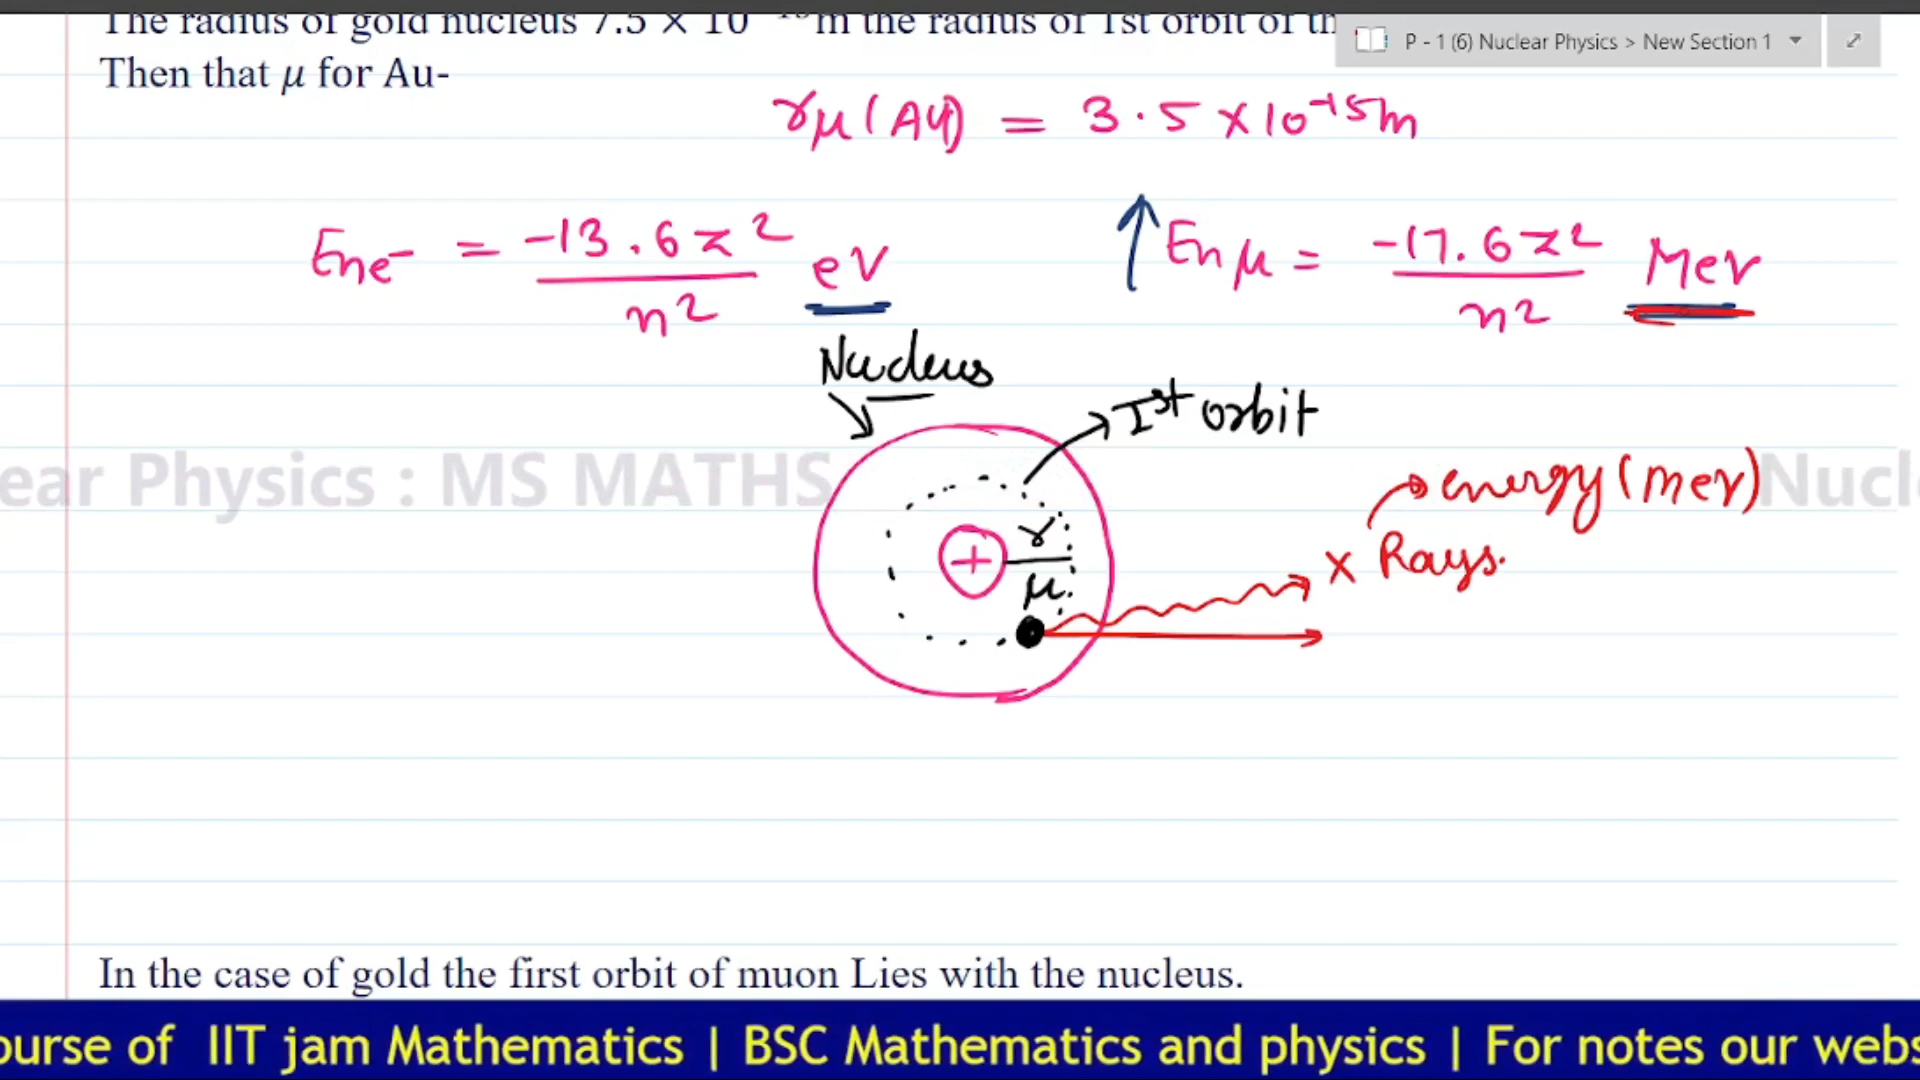 The radius of gold nucleus 7.5 × 10 m the radius of 1st orbit of
P - 1 (6) Nuclear Physics > New Section 1
Then that μ for Au-
rμ(Au) = 3.5 × 10⁻¹⁵m
Ene⁻ = -13.6 z² / n² eV
Enμ = -17.6 z² / n² Mev
Nucleus
Ist orbit
ear Physics : MS MATHS
energy (mev)
Nucl
r
+
μ
x Rays.
In the case of gold the first orbit of muon Lies with the nucleus.
ourse of IIT jam Mathematics | BSC Mathematics and physics | For notes our webs